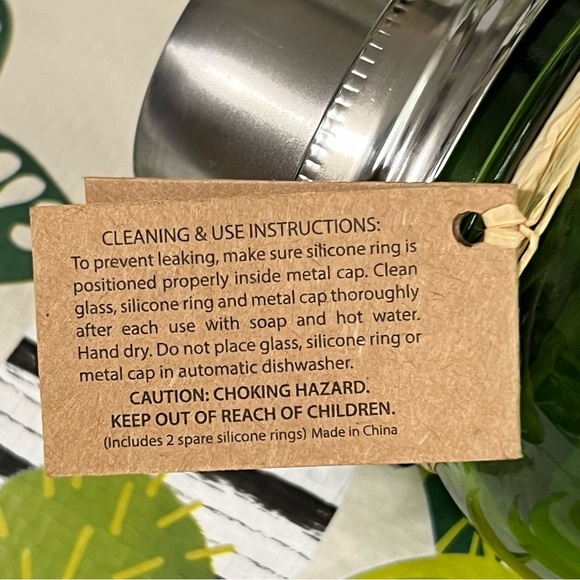 CLEANING & USE INSTRUCTIONS:
To prevent leaking, make sure silicone ring is
positioned properly inside metal cap. Clean
glass, silicone ring and metal cap thoroughly
after each use with soap and hot water.
Hand dry. Do not place glass, silicone ring or
metal cap in automatic dishwasher.
CAUTION: CHOKING HAZARD.
KEEP OUT OF REACH OF CHILDREN.
(Includes 2 spare silicone rings) Made in China